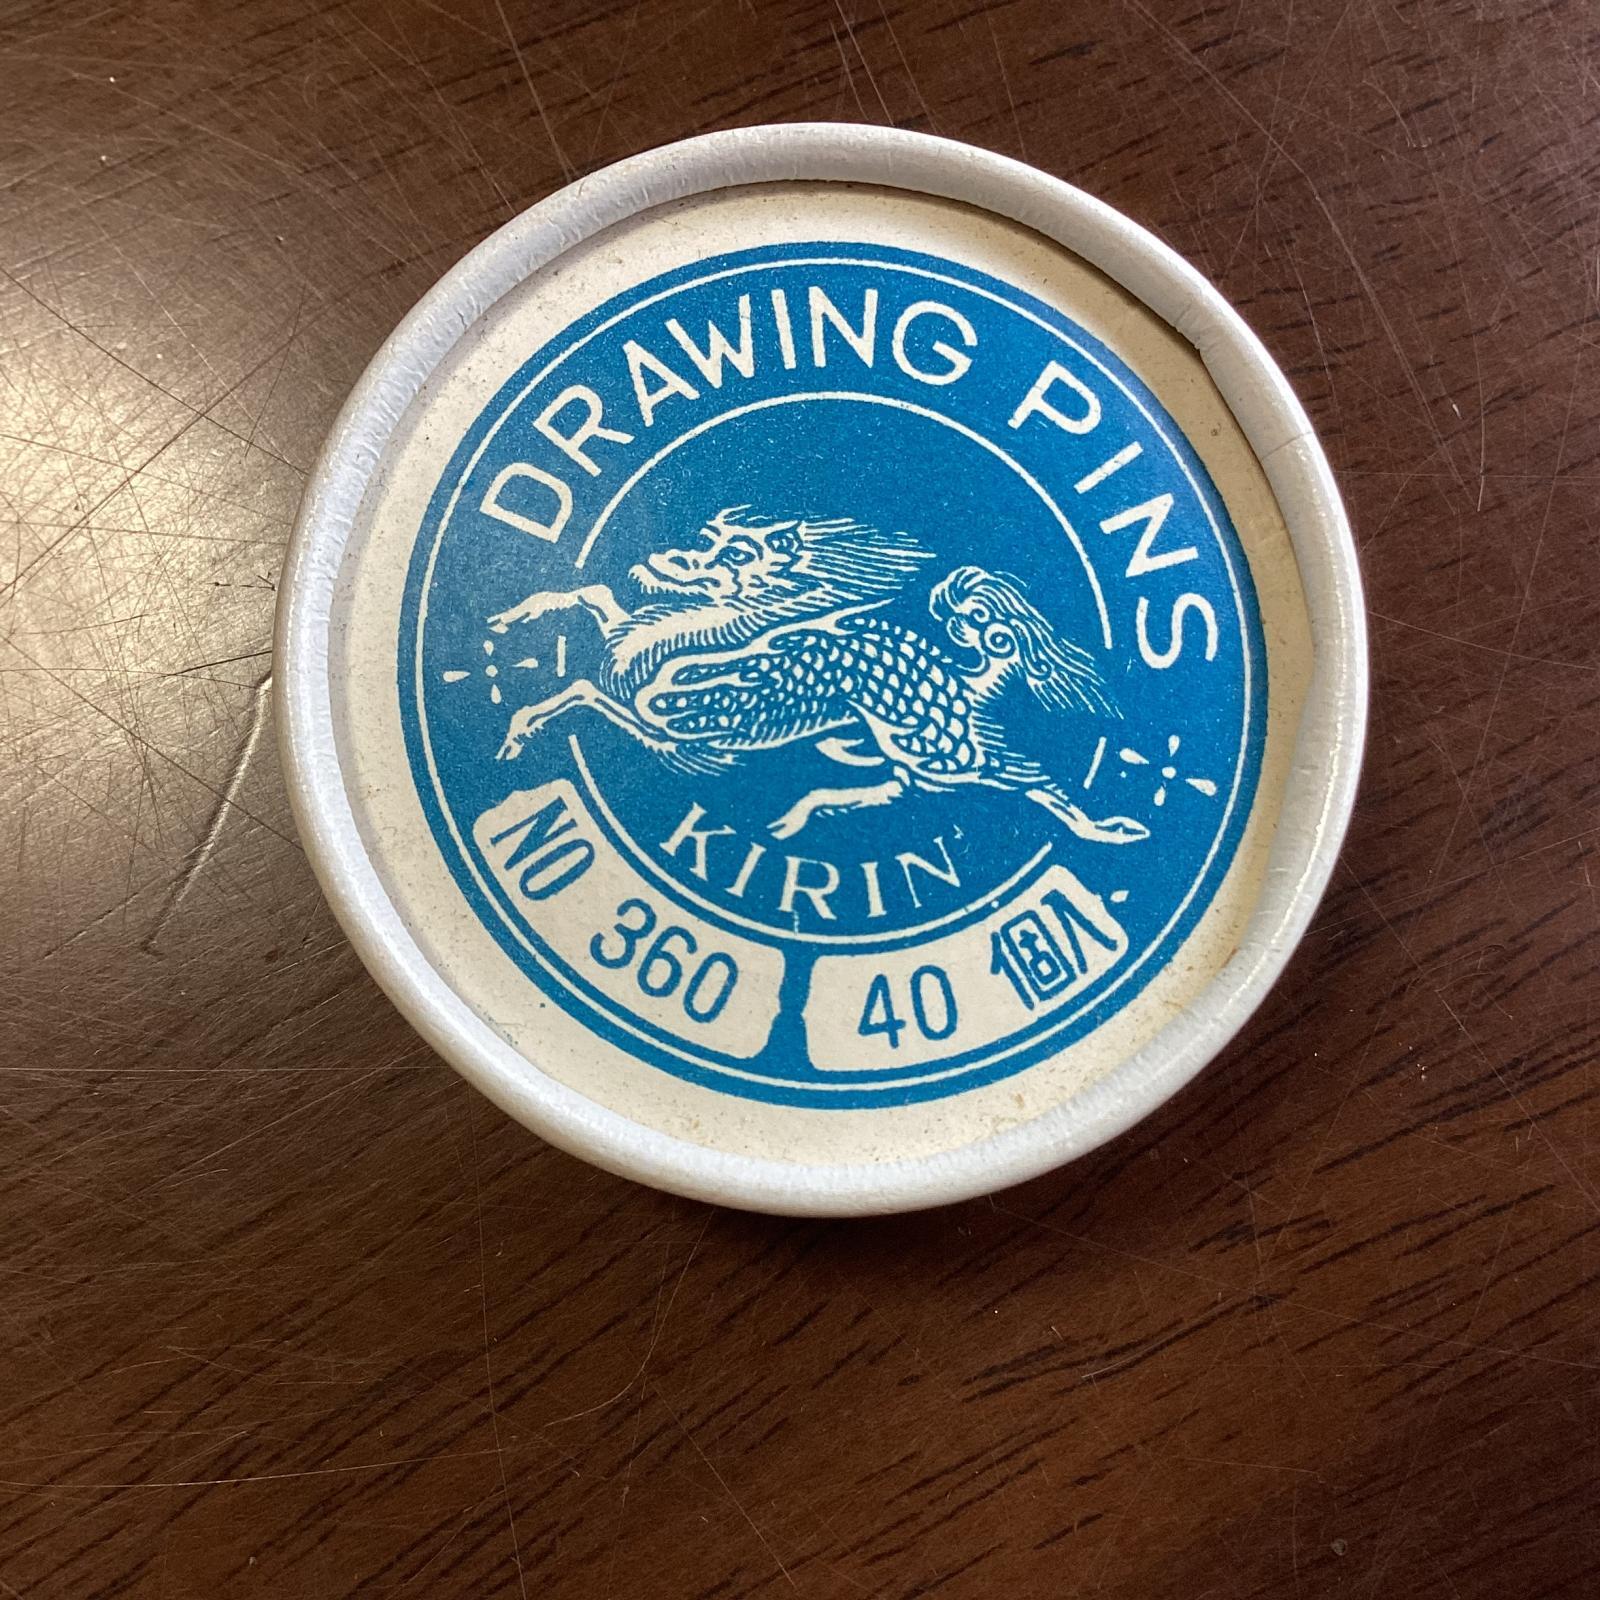 DRAWING PINS
KIRIN
NO 360
40 個入